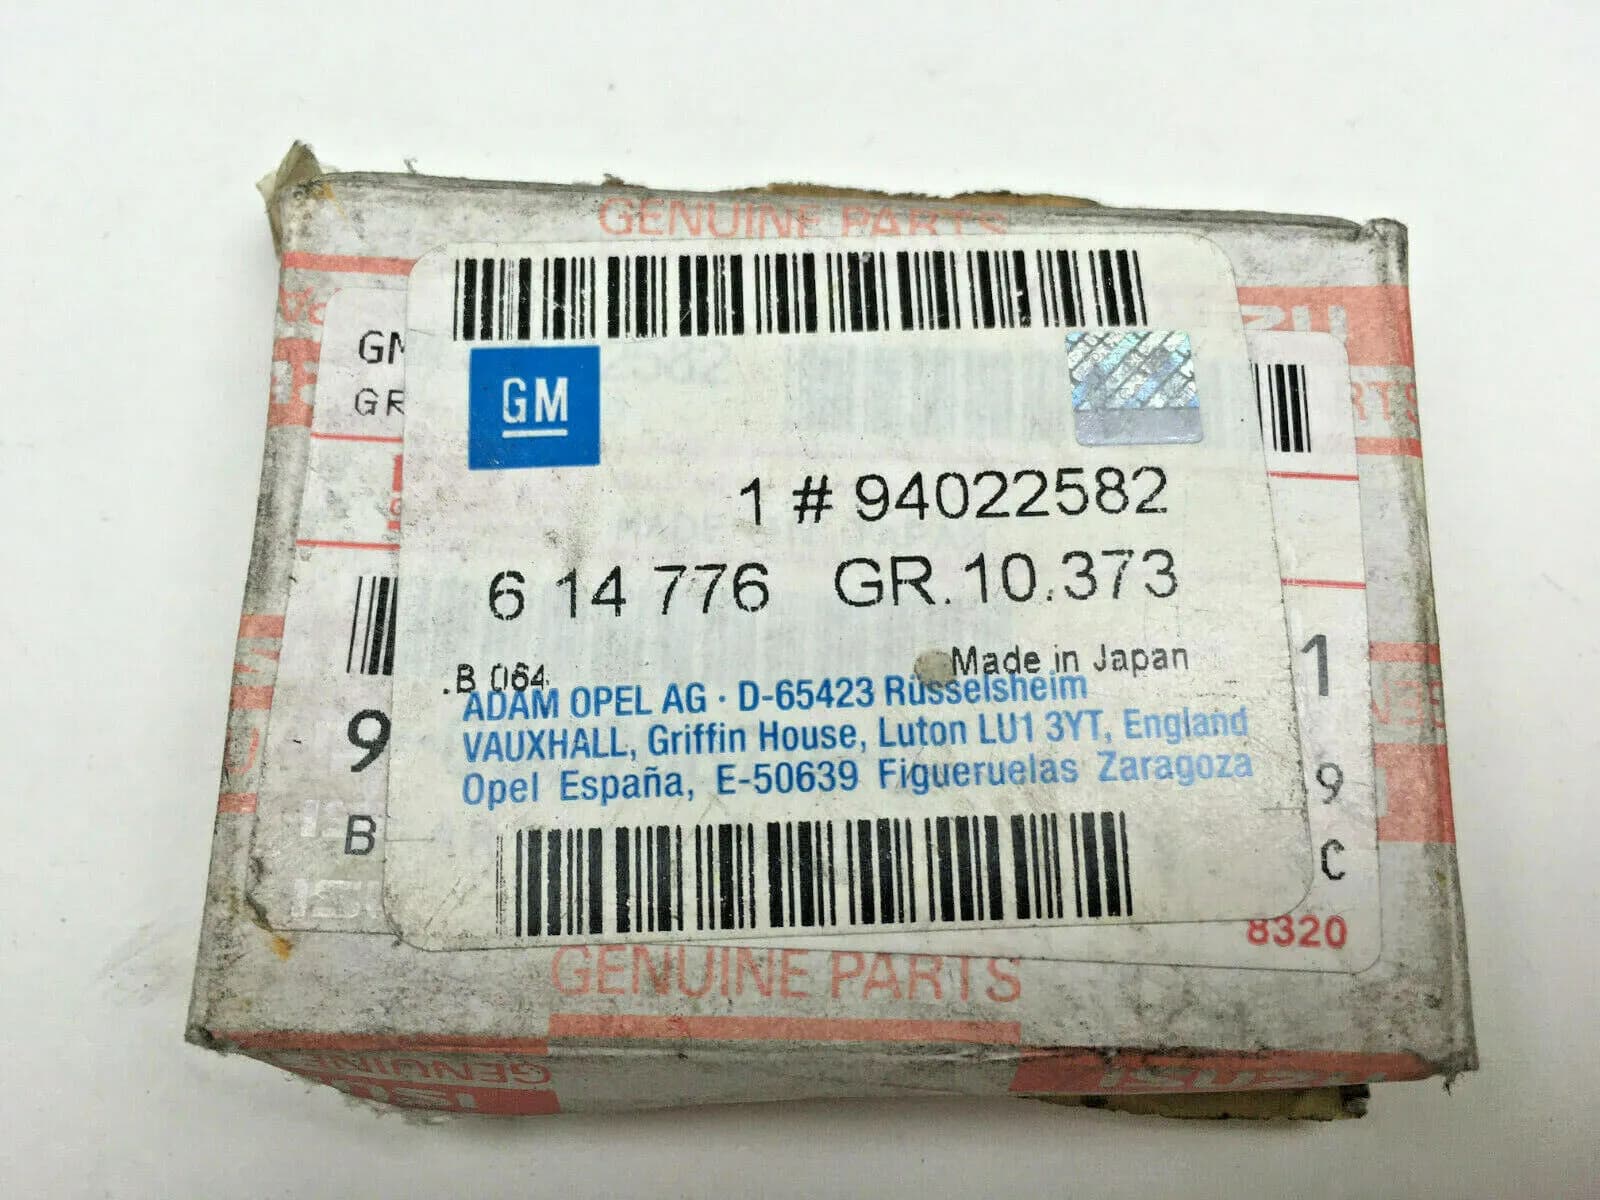 GENUINE PARTS
GM
GR
GM
1 # 94022582
6 14 776 GR.10.373
.B 064
Made in Japan
ADAM OPEL AG · D-65423 Rüsselsheim
VAUXHALL, Griffin House, Luton LU1 3YT, England
Opel España, E-50639 Figueruelas Zaragoza
9
1
B
9
C
8320
GENUINE PARTS
GENUINE